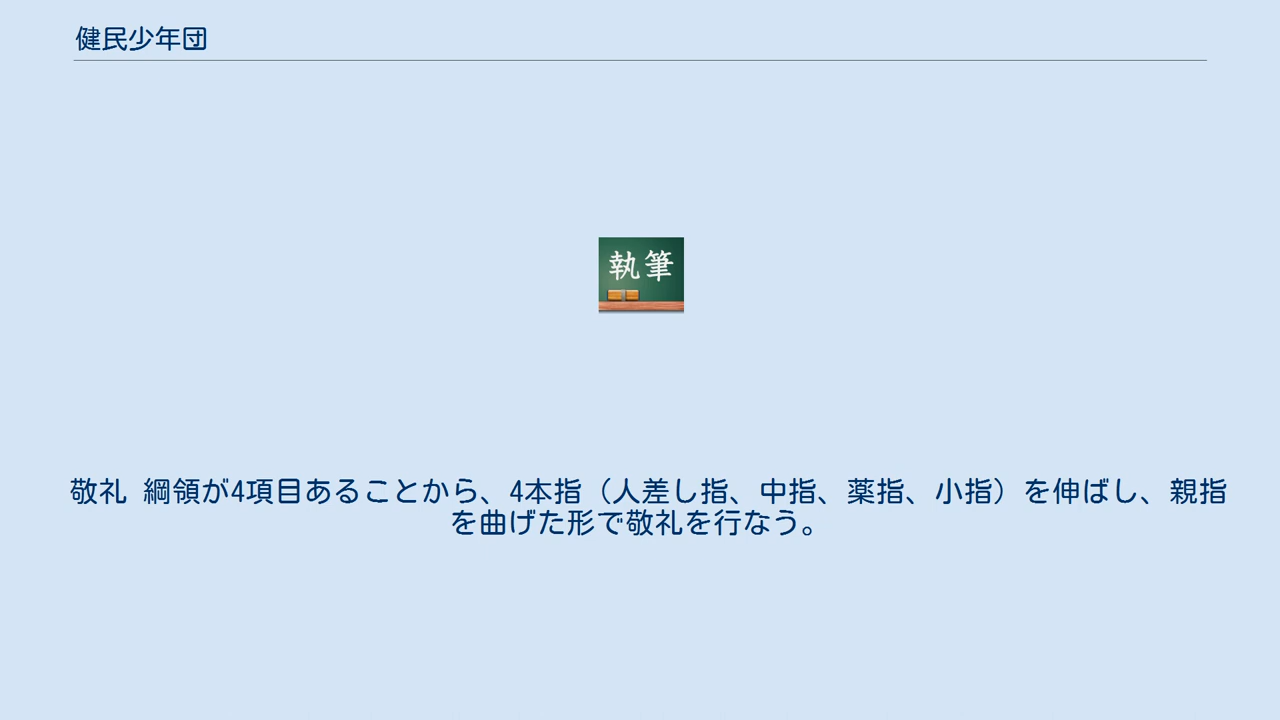 健民少年団
執筆
敬礼 綱領が4項目あることから、4本指（人差し指、中指、薬指、小指）を伸ばし、親指
を曲げた形で敬礼を行なう。